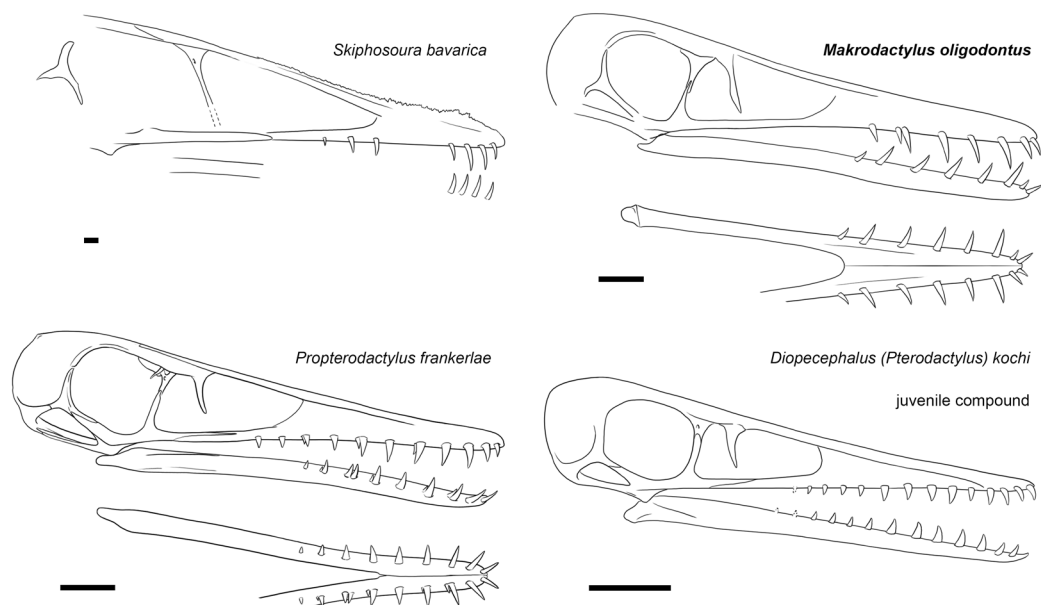 Skiphosoura bavarica
Makrodactylus oligodontus
Propterodactylus frankerlae
Diopecephalus (Pterodactylus) kochi
juvenile compound